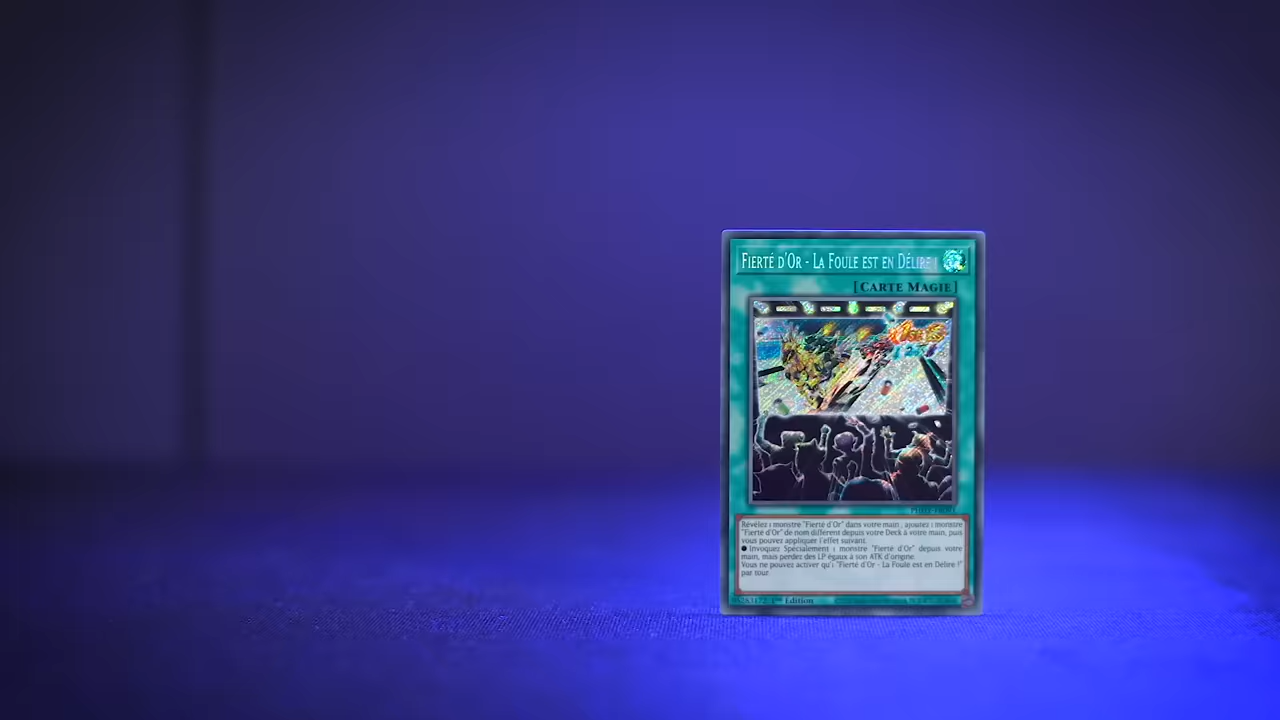 FIERTÉ D'OR - LA FOULE EST EN DÉLIRE !
[CARTE MAGIE]
Révélez 1 monstre "Fierté d'Or" dans votre main ; ajoutez 1 monstre
"Fierté d'Or" de nom différent depuis votre Deck à votre main, puis
vous pouvez appliquer l'effet suivant.
●Invoquez Spécialement 1 monstre "Fierté d'Or" depuis votre
main, mais perdez des LP égaux à son ATK d'origine.
Vous ne pouvez activer qu'1 "Fierté d'Or - La Foule est en Délire !"
par tour.
1ST Edition